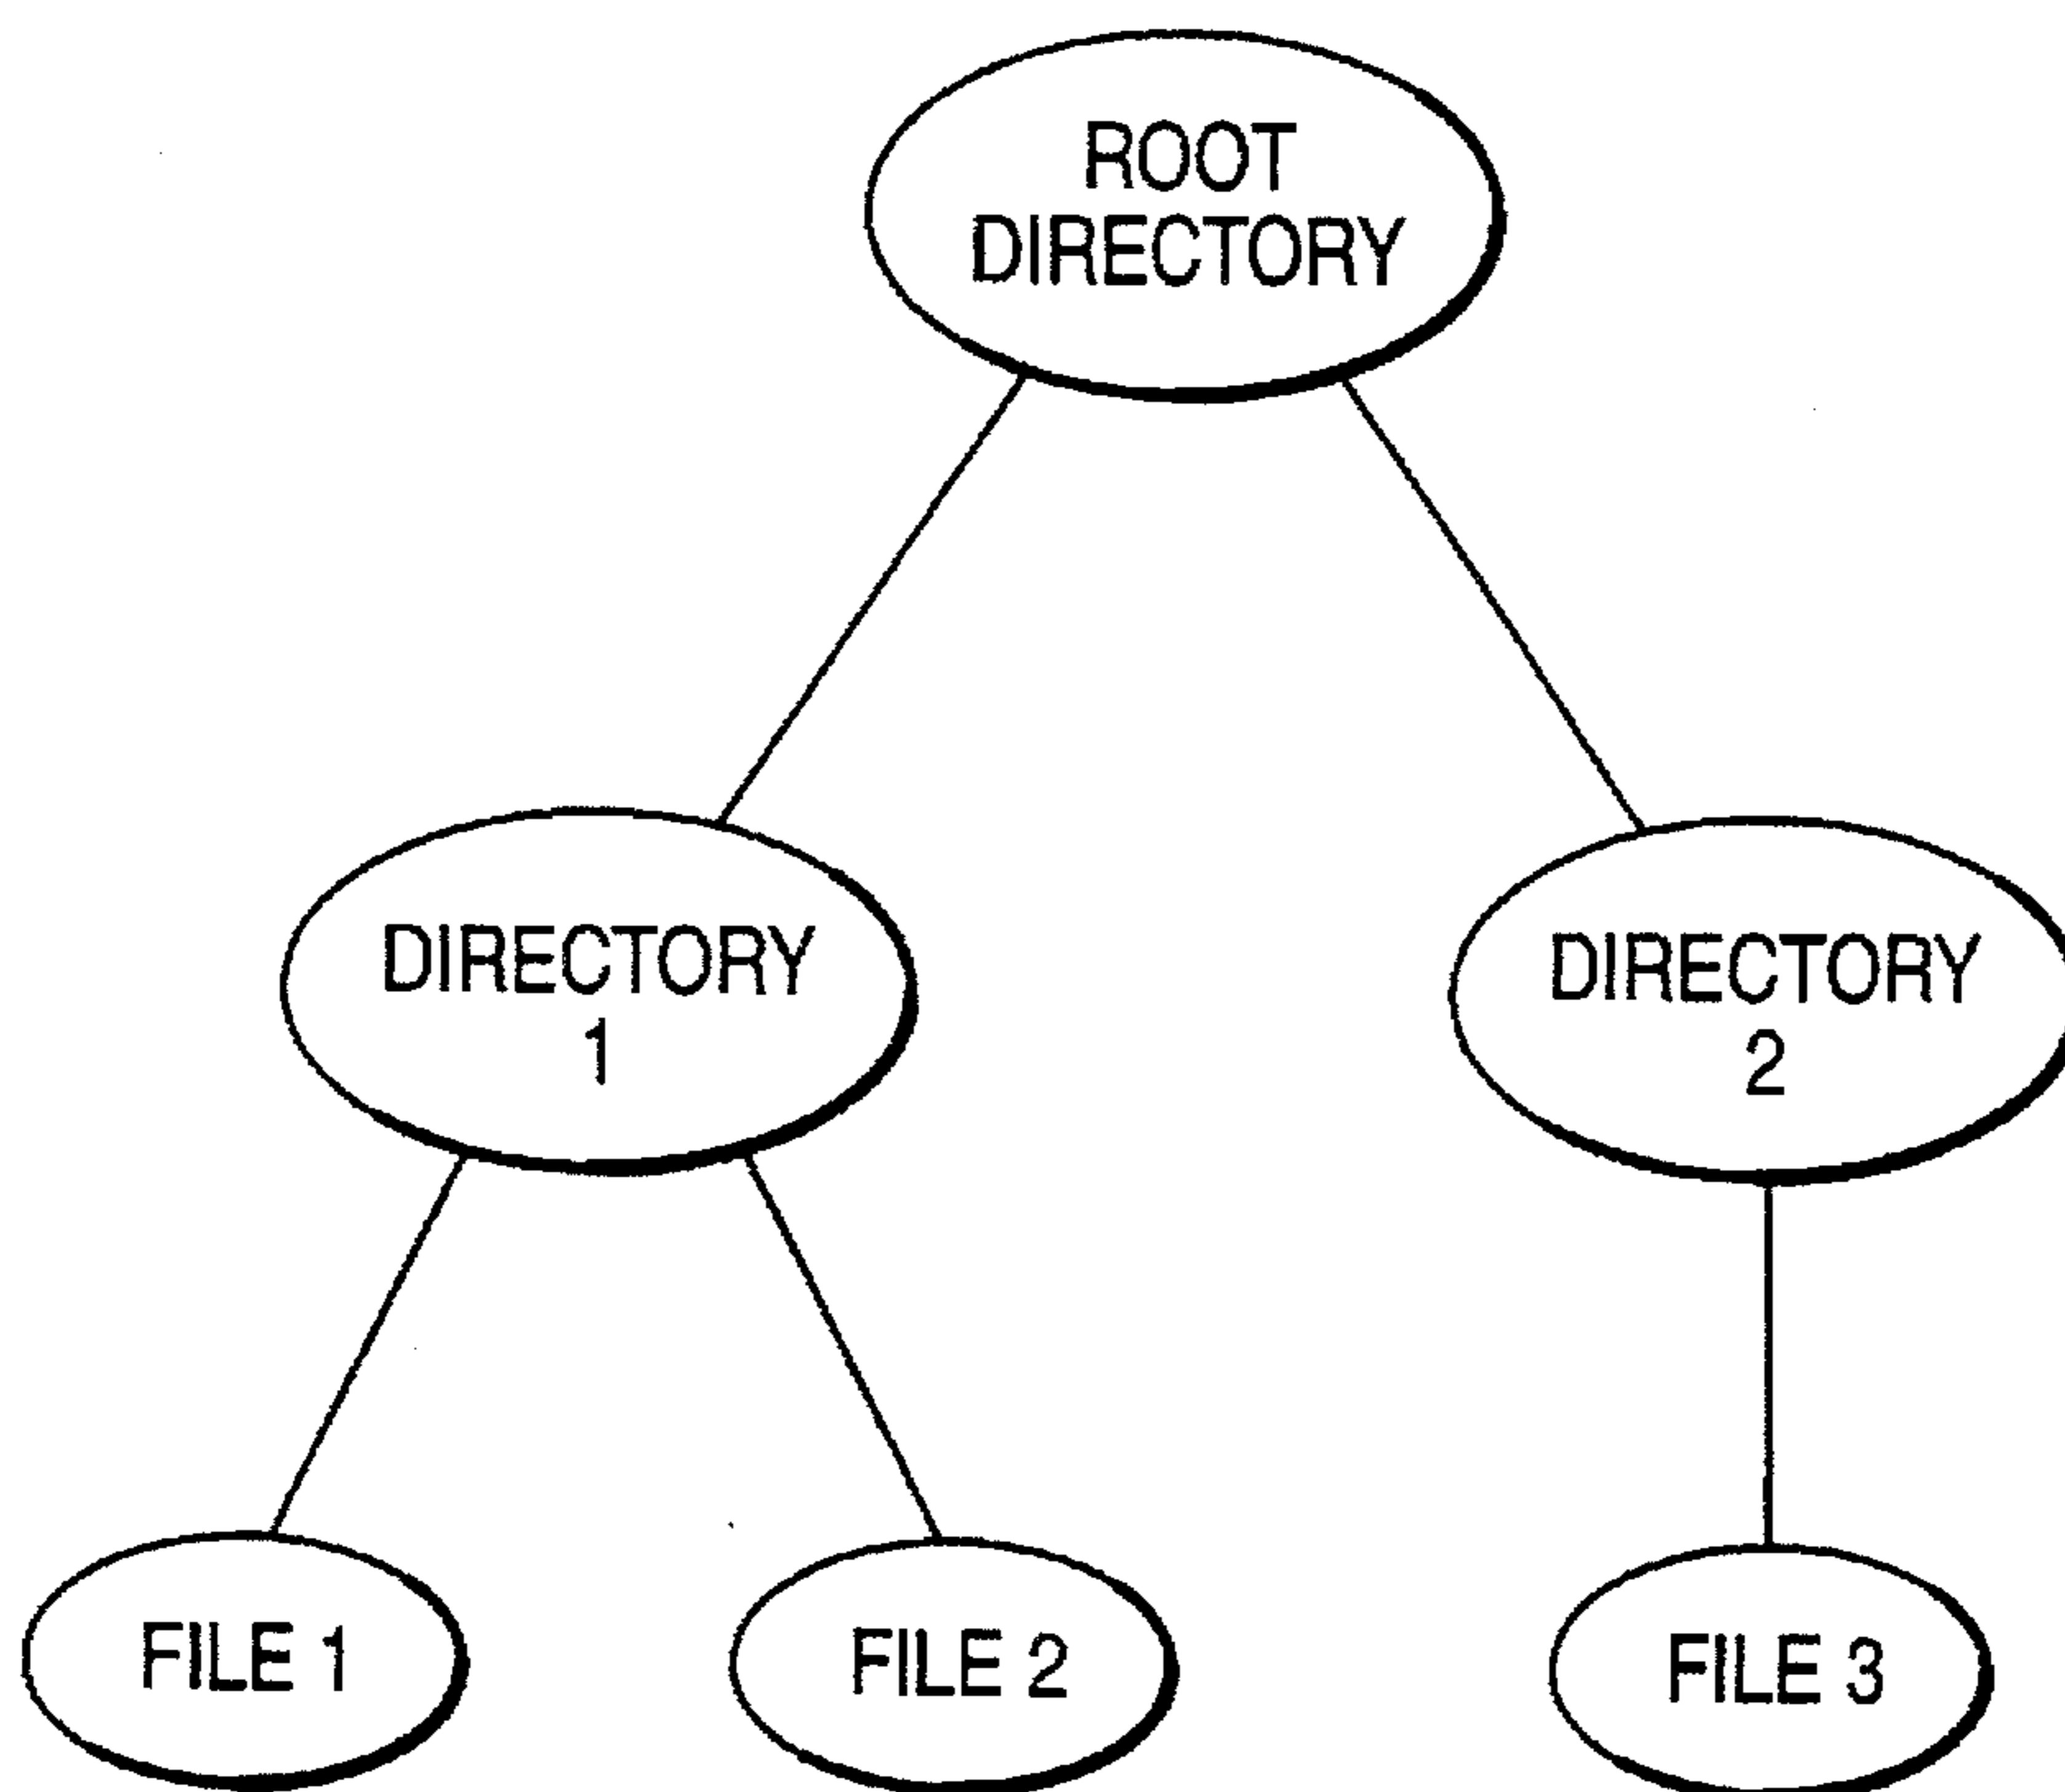 ROOT
DIRECTORY
DIRECTORY
1
DIRECTORY
2
FILE 1
FILE 2
FILE 3